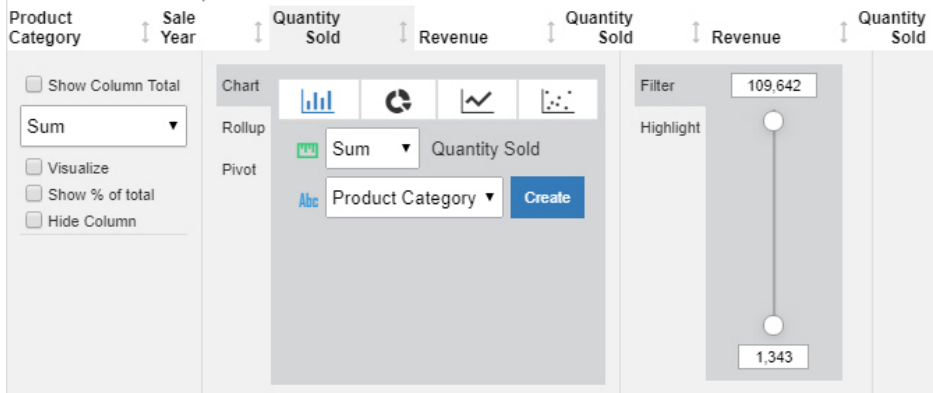 Product Category
Sale Year
Quantity Sold
Revenue
Quantity Sold
Revenue
Quantity Sold
Show Column Total
Sum
Visualize
Show % of total
Hide Column
Chart
Rollup
Pivot
Sum
Quantity Sold
Abc
Product Category
Create
Filter
Highlight
109,642
1,343